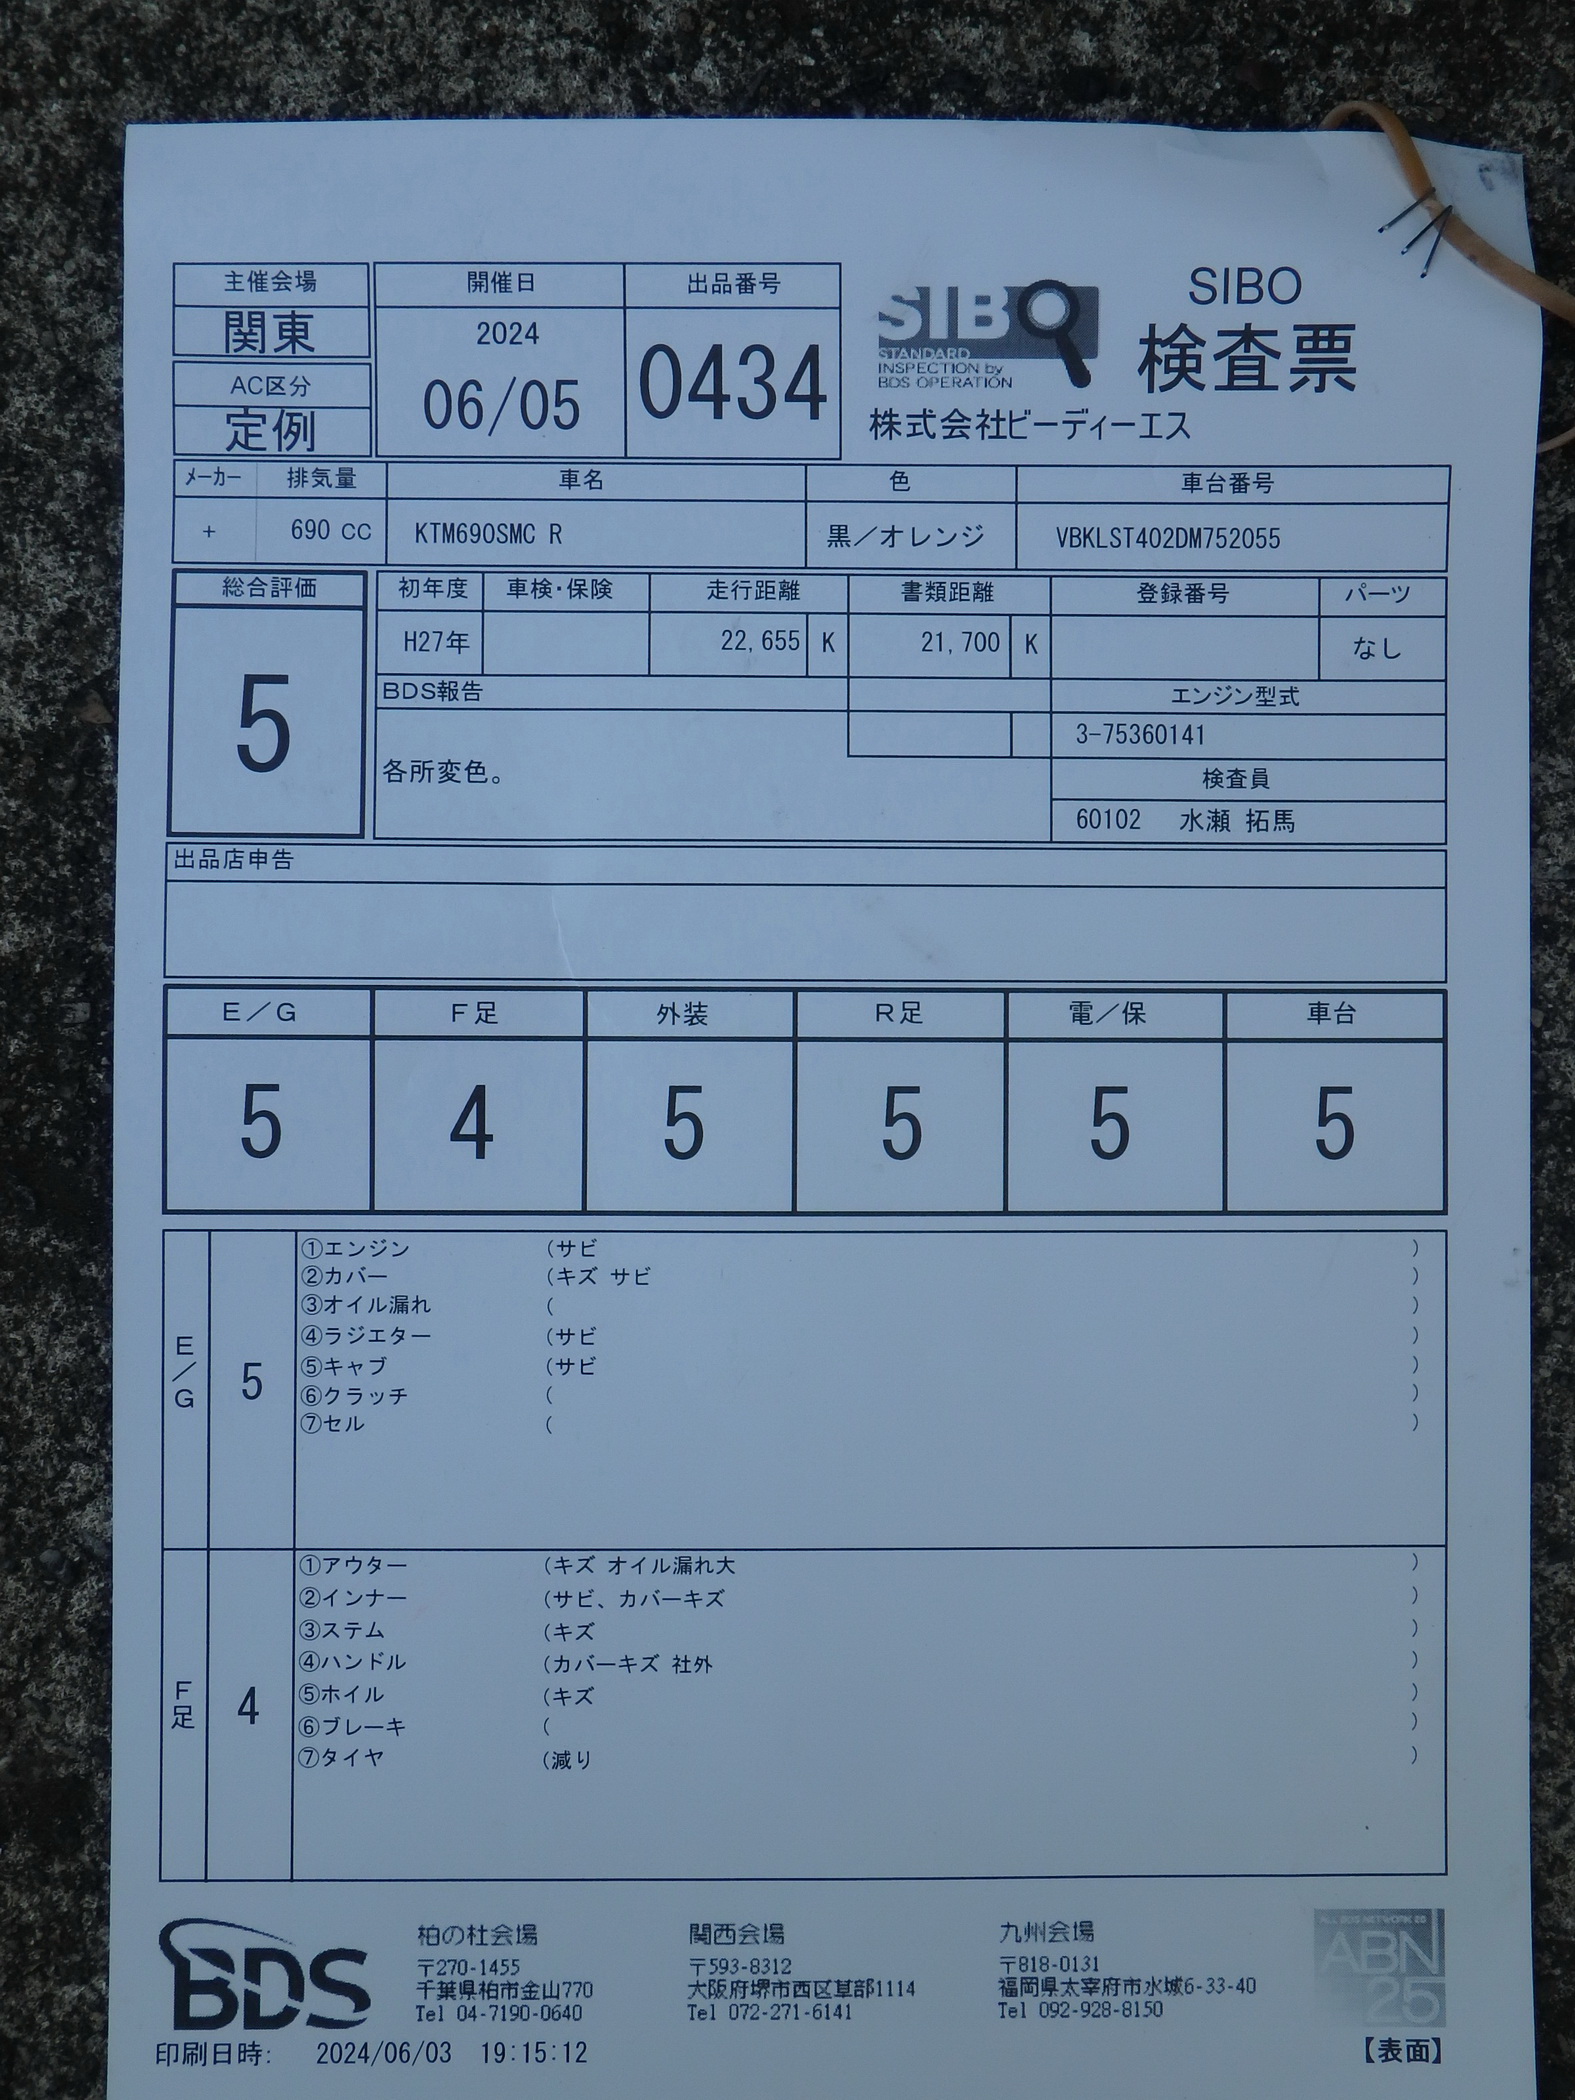 主催会場
関東
AC区分
定例
開催日
2024
06/05
出品番号
0434
SIBO
STANDARD
INSPECTION by
BDS OPERATION
SIBO
検査票
株式会社ビーディーエス
ﾒｰｶｰ 排気量 車名 色 車台番号
+ 690 CC KTM690SMC R 黒／オレンジ VBKLST402DM752055
総合評価
5
初年度 車検・保険 走行距離 書類距離 登録番号 パーツ
H27年 22,655 K 21,700 K なし
BDS報告 エンジン型式
3-75360141
各所変色。 検査員
60102 水瀬 拓馬
出品店申告
E／G F足 外装 R足 電／保 車台
5 4 5 5 5 5
E／G
5
①エンジン (サビ )
②カバー (キズ サビ )
③オイル漏れ ( )
④ラジエター (サビ )
⑤キャブ (サビ )
⑥クラッチ ( )
⑦セル ( )
F足
4
①アウター (キズ オイル漏れ大 )
②インナー (サビ、カバーキズ )
③ステム (キズ )
④ハンドル (カバーキズ 社外 )
⑤ホイル (キズ )
⑥ブレーキ ( )
⑦タイヤ (減り )
BDS
柏の杜会場
〒270-1455
千葉県柏市金山770
Tel 04-7190-0640
関西会場
〒593-8312
大阪府堺市西区草部1114
Tel 072-271-6141
九州会場
〒818-0131
福岡県太宰府市水城6-33-40
Tel 092-928-8150
ALL BDS NETWORK 25
ABN
25
印刷日時: 2024/06/03 19:15:12
【表面】